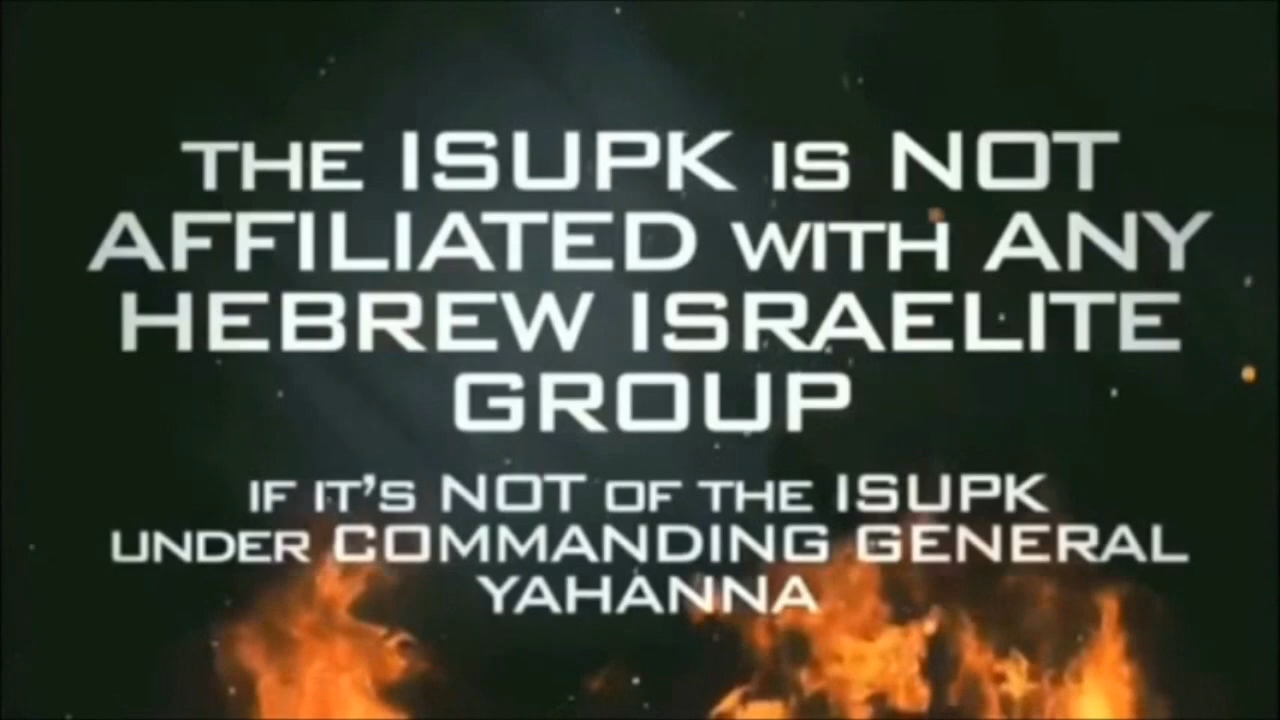 THE ISUPK IS NOT
AFFILIATED WITH ANY
HEBREW ISRAELITE
GROUP
IF IT'S NOT OF THE ISUPK
UNDER COMMANDING GENERAL
YAHANNA